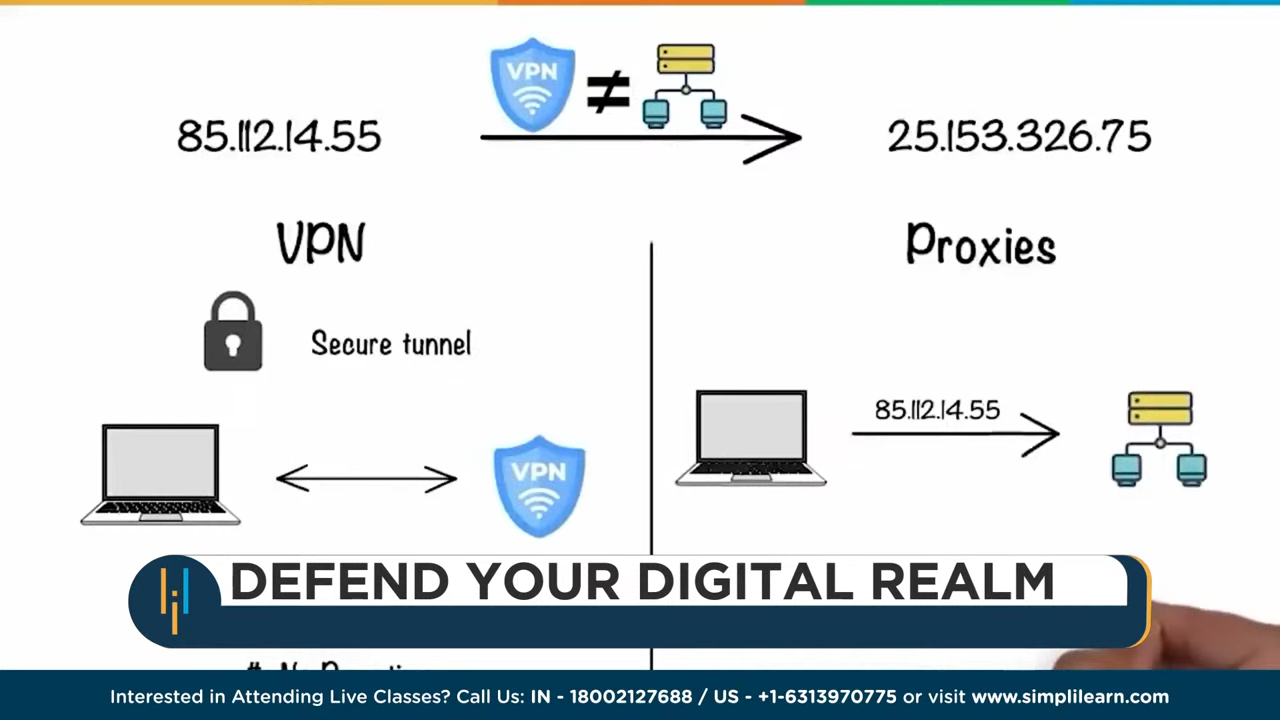 VPN
85.112.14.55
≠
25.153.326.75
VPN
Proxies
Secure tunnel
85.112.14.55
VPN
DEFEND YOUR DIGITAL REALM
Interested in Attending Live Classes? Call Us: IN - 18002127688 / US - +1-6313970775 or visit www.simplilearn.com